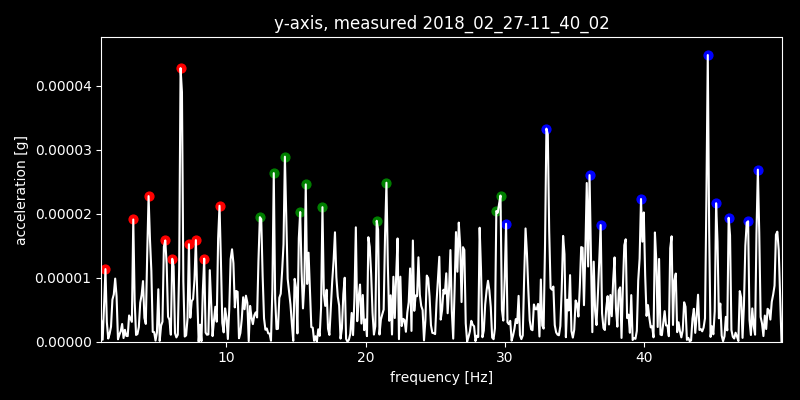 y-axis, measured 2018_02_27-11_40_02
acceleration [g]
0.00004
0.00003
0.00002
0.00001
0.00000
10 20 30 40
frequency [Hz]